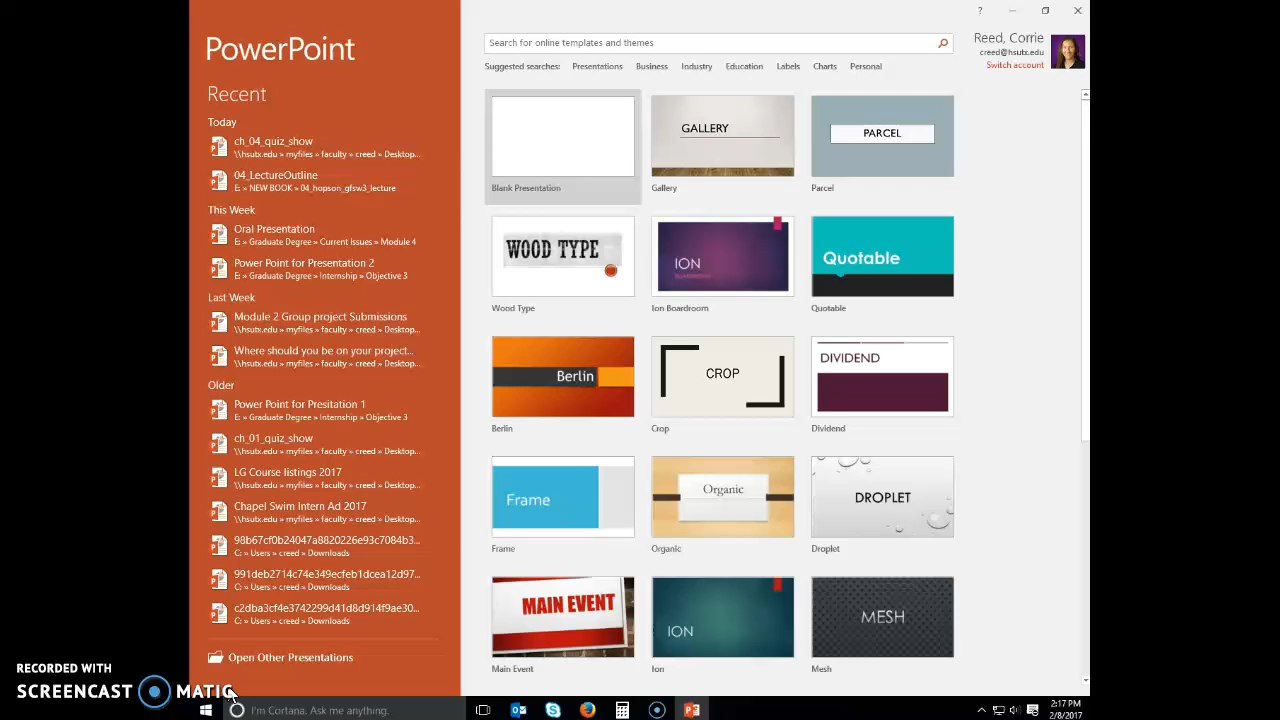 PowerPoint
Recent
Today
ch_04_quiz_show
\\hsutx.edu » myfiles » faculty » creed » Desktop...
04_LectureOutline
E: » NEW BOOK » 04_hopson_gfsw3_lecture
This Week
Oral Presentation
E: » Graduate Degree » Current Issues » Module 4
Power Point for Presentation 2
E: » Graduate Degree » Internship » Objective 3
Last Week
Module 2 Group project Submissions
\\hsutx.edu » myfiles » faculty » creed » Desktop...
Where should you be on your project...
\\hsutx.edu » myfiles » faculty » creed » Desktop...
Older
Power Point for Presitation 1
E: » Graduate Degree » Internship » Objective 3
ch_01_quiz_show
\\hsutx.edu » myfiles » faculty » creed » Desktop...
LG Course listings 2017
\\hsutx.edu » myfiles » faculty » creed » Desktop...
Chapel Swim Intern Ad 2017
\\hsutx.edu » myfiles » faculty » creed » Desktop...
98b67cf0b24047a8820226e93c7084b3...
C: » Users » creed » Downloads
991deb2714c74e349ecfeb1dcea12d97...
C: » Users » creed » Downloads
c2dba3cf4e3742299d41d8d914f9ae30...
C: » Users » creed » Downloads
Open Other Presentations
?
Search for online templates and themes
Suggested searches: Presentations Business Industry Education Labels Charts Personal
Reed, Corrie
creed@hsutx.edu
Switch account
GALLERY
PARCEL
Blank Presentation
Gallery
Parcel
WOOD TYPE
ION
Quotable
Wood Type
Ion Boardroom
Quotable
Berlin
CROP
DIVIDEND
Berlin
Crop
Dividend
Frame
Organic
DROPLET
Frame
Organic
Droplet
MAIN EVENT
ION
MESH
Main Event
Ion
Mesh
RECORDED WITH
SCREENCAST MATIC
I'm Cortana. Ask me anything.
2:17 PM
2/8/2017